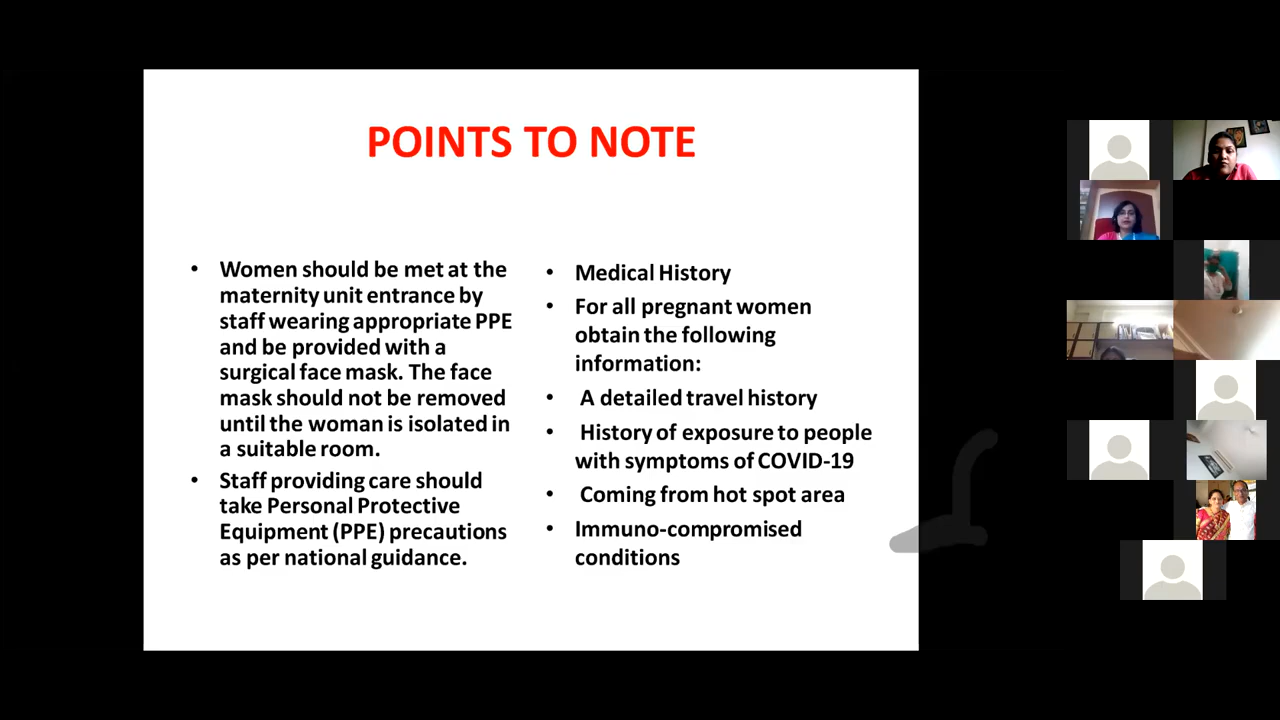 POINTS TO NOTE
• Women should be met at the
maternity unit entrance by
staff wearing appropriate PPE
and be provided with a
surgical face mask. The face
mask should not be removed
until the woman is isolated in
a suitable room.
• Staff providing care should
take Personal Protective
Equipment (PPE) precautions
as per national guidance.
• Medical History
• For all pregnant women
obtain the following
information:
• A detailed travel history
• History of exposure to people
with symptoms of COVID-19
• Coming from hot spot area
• Immuno-compromised
conditions